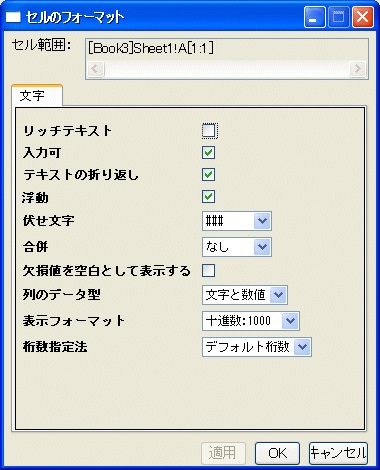 セルのフォーマット
セル範囲: [Book3]Sheet1!A[1:1]
文字
リッチテキスト
入力可
テキストの折り返し
浮動
伏せ文字 ###
合併 なし
欠損値を空白として表示する
列のデータ型 文字と数値
表示フォーマット 十進数:1000
桁数指定法 デフォルト桁数
適用 OK キャンセル